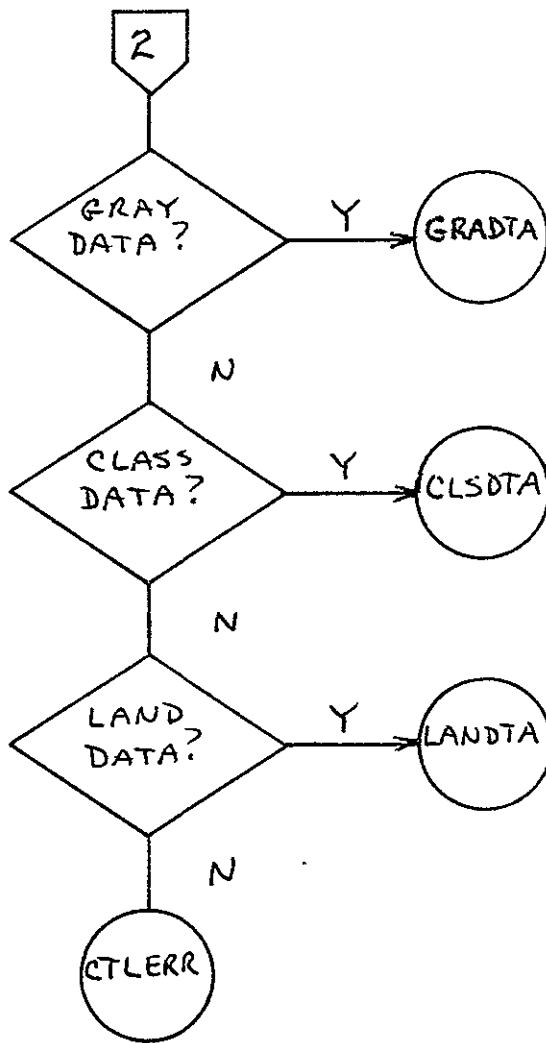 2
GRAY
DATA?
Y
GRADTA
N
CLASS
DATA?
Y
CLSDTA
N
LAND
DATA?
Y
LANDTA
N
CTLERR